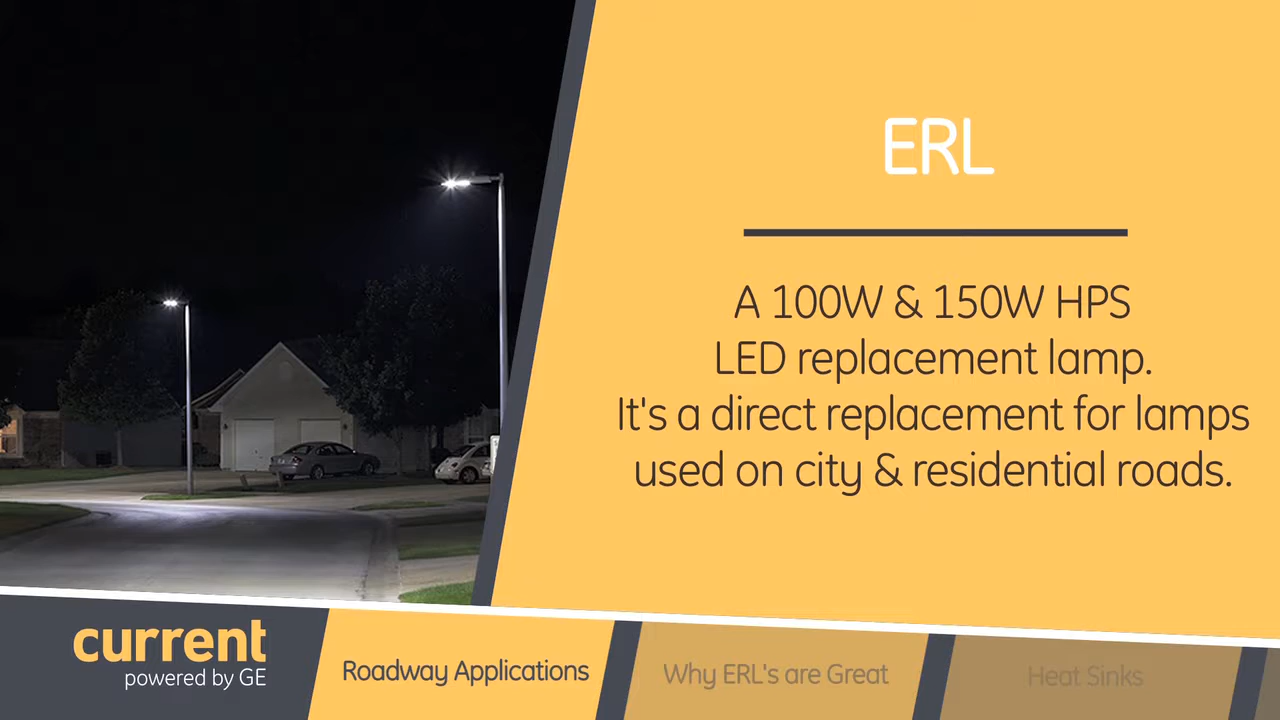 ERL
A 100W & 150W HPS
LED replacement lamp.
It's a direct replacement for lamps
used on city & residential roads.
current
powered by GE
Roadway Applications
Why ERL's are Great
Heat Sinks